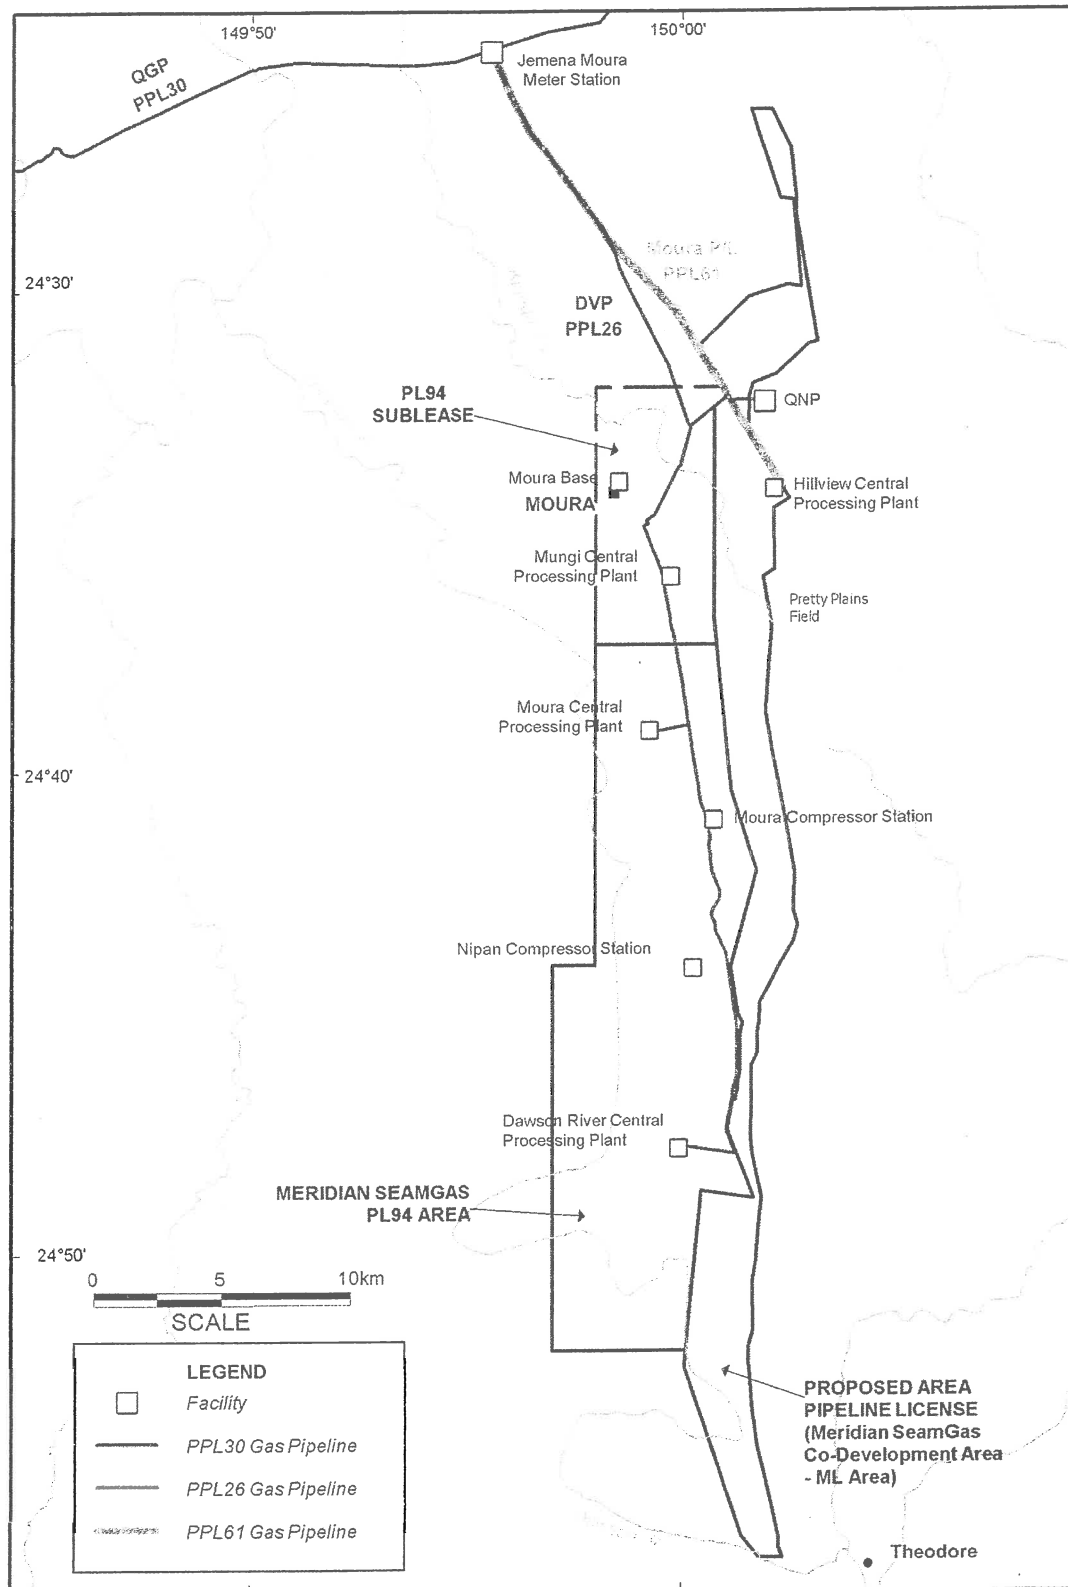 149°50'
150°00'
QGP
PPL30
Jemena Moura
Meter Station
Moura Pit.
PPL61
24°30'
DVP
PPL26
PL94
SUBLEASE
QNP
Moura Base
MOURA
Hillview Central
Processing Plant
Mungi Central
Processing Plant
Pretty Plains
Field
Moura Central
Processing Plant
24°40'
Moura Compressor Station
Nipan Compressor Station
Dawson River Central
Processing Plant
MERIDIAN SEAMGAS
PL94 AREA
24°50'
0 5 10km
SCALE
LEGEND
Facility
PPL30 Gas Pipeline
PPL26 Gas Pipeline
PPL61 Gas Pipeline
PROPOSED AREA
PIPELINE LICENSE
(Meridian SeamGas
Co-Development Area
- ML Area)
Theodore